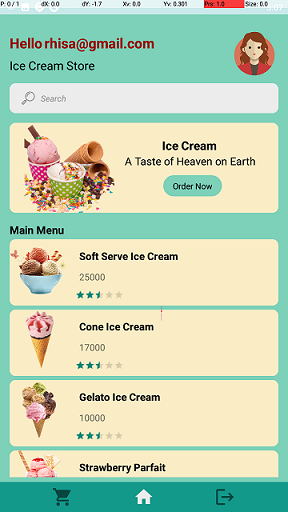 P: 0 / 1 dX: 0.0 dY: -1.7 Xv: 0.0 Yv: 0.301 Prs: 1.0 Size: 0.0
Hello rhisa@gmail.com
Ice Cream Store
Search
Ice Cream
A Taste of Heaven on Earth
Order Now
Main Menu
Soft Serve Ice Cream
25000
Cone Ice Cream
17000
Gelato Ice Cream
10000
Strawberry Parfait